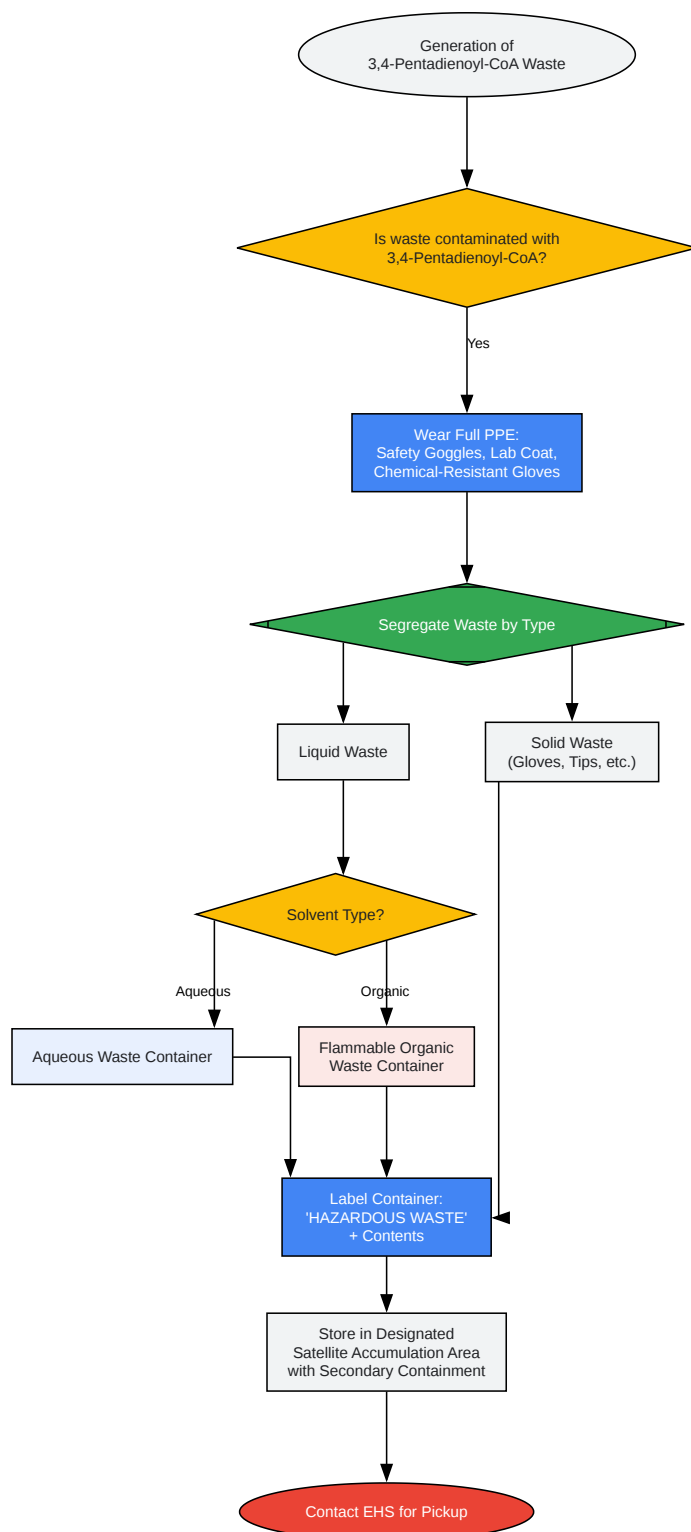 Generation of
3,4-Pentadienoyl-CoA Waste
Is waste contaminated with
3,4-Pentadienoyl-CoA?
Yes
Wear Full PPE:
Safety Goggles, Lab Coat,
Chemical-Resistant Gloves
Segregate Waste by Type
Liquid Waste
Solid Waste
(Gloves, Tips, etc.)
Solvent Type?
Aqueous
Organic
Aqueous Waste Container
Flammable Organic
Waste Container
Label Container:
'HAZARDOUS WASTE'
+ Contents
Store in Designated
Satellite Accumulation Area
with Secondary Containment
Contact EHS for Pickup